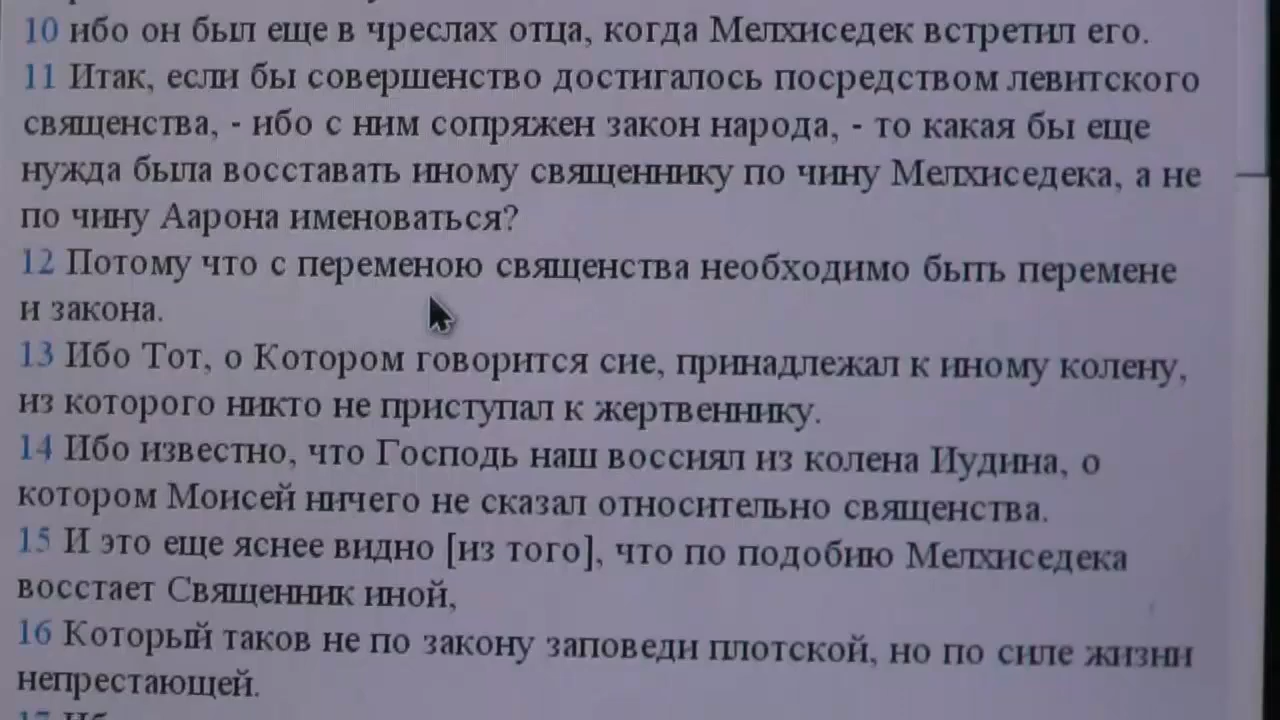 10 ибо он был еще в чреслах отца, когда Мелхиседек встретил его.
11 Итак, если бы совершенство достигалось посредством левитского
священства, - ибо с ним сопряжен закон народа, - то какая бы еще
нужда была восставать иному священнику по чину Мелхиседека, а не
по чину Аарона именоваться?
12 Потому что с переменою священства необходимо быть перемене
и закона.
13 Ибо Тот, о Котором говорится сие, принадлежал к иному колену,
из которого никто не приступал к жертвеннику.
14 Ибо известно, что Господь наш воссиял из колена Иудина, о
котором Моисей ничего не сказал относительно священства.
15 И это еще яснее видно [из того], что по подобию Мелхиседека
восстает Священник иной,
16 Который таков не по закону заповеди плотской, но по силе жизни
непрестающей.